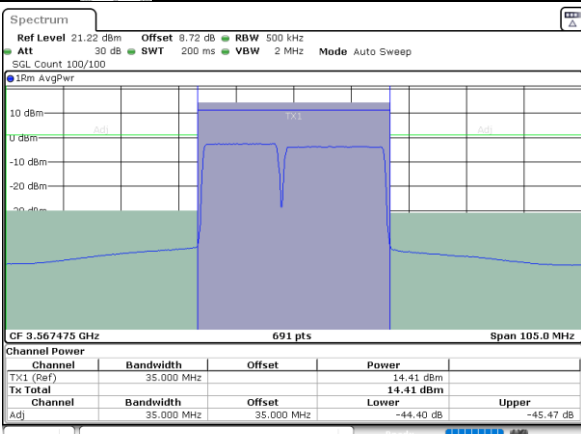 Spectrum
Ref Level 21.22 dBm Offset 8.72 dB RBW 500 kHz
Att 30 dB SWT 200 ms VBW 2 MHz Mode Auto Sweep
SGL Count 100/100
1Rm AvgPwr
10 dBm
TX1
Adj Adj
0 dBm
-10 dBm
-20 dBm
-30 dBm
CF 3.567475 GHz 691 pts Span 105.0 MHz
Channel Power
Channel Bandwidth Offset Power
TX1 (Ref) 35.000 MHz 14.41 dBm
Tx Total 14.41 dBm
Channel Bandwidth Offset Lower Upper
Adj 35.000 MHz 35.000 MHz -44.40 dB -45.47 dB